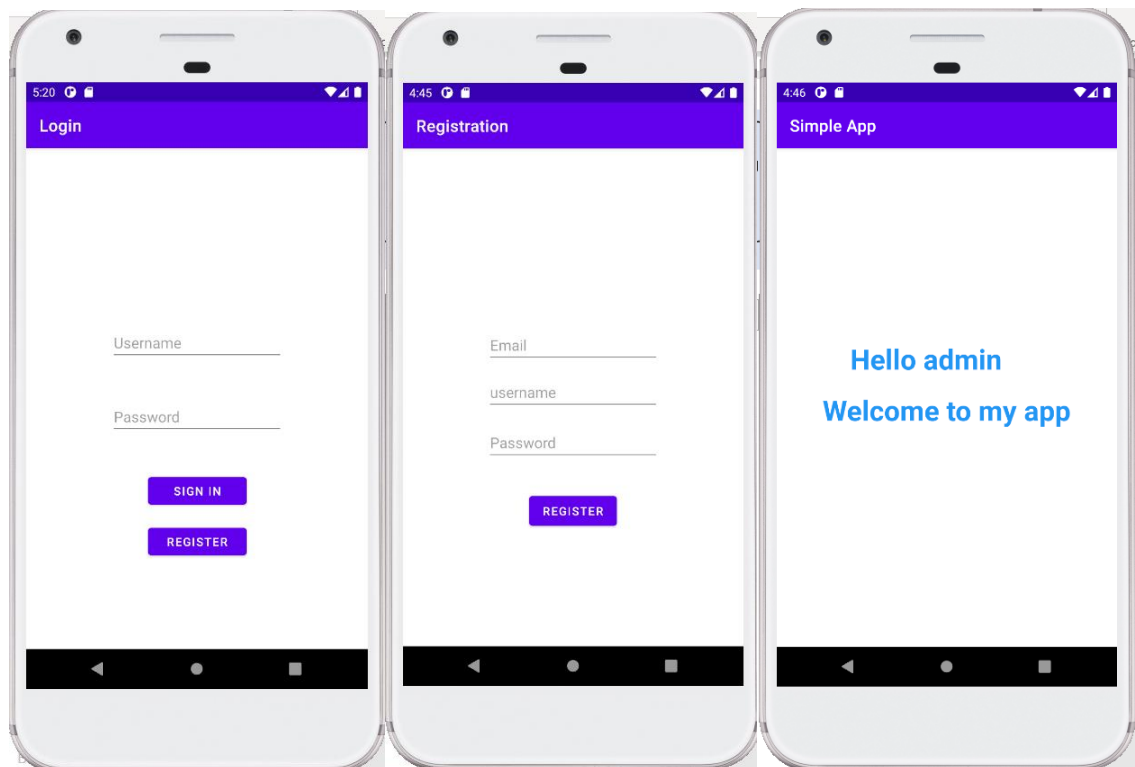 5:20
Login
Username
Password
SIGN IN
REGISTER
4:45
Registration
Email
username
Password
REGISTER
4:46
Simple App
Hello admin
Welcome to my app